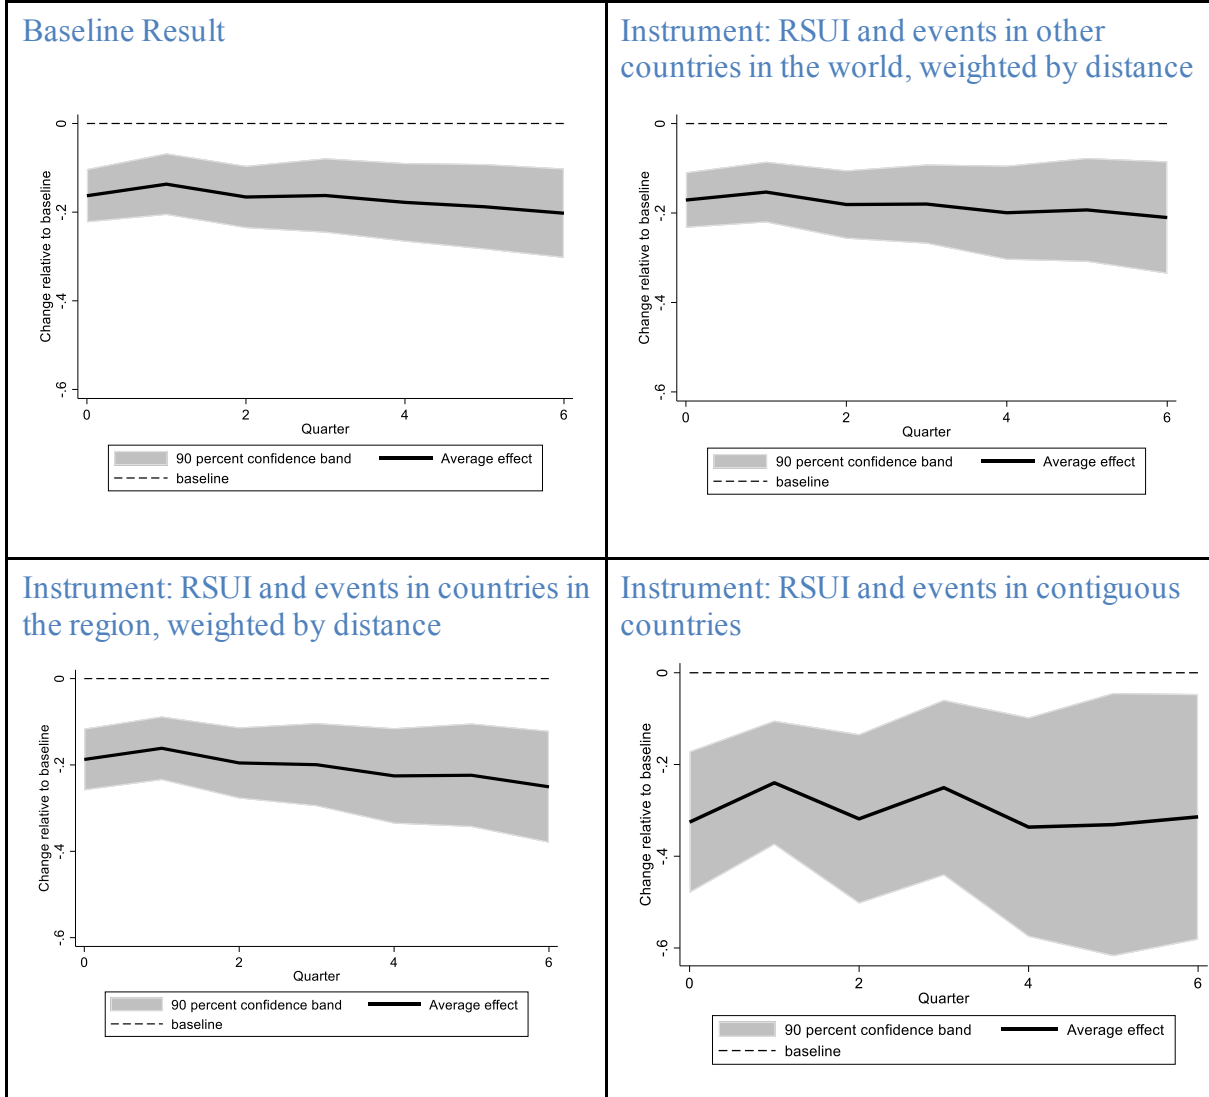 Baseline Result
0
-.2
-.4
-.6
Change relative to baseline
0 2 4 6
Quarter
90 percent confidence band Average effect
baseline
Instrument: RSUI and events in other
countries in the world, weighted by distance
0
-.2
-.4
-.6
Change relative to baseline
0 2 4 6
Quarter
90 percent confidence band Average effect
baseline
Instrument: RSUI and events in countries in
the region, weighted by distance
0
-.2
-.4
-.6
Change relative to baseline
0 2 4 6
Quarter
90 percent confidence band Average effect
baseline
Instrument: RSUI and events in contiguous
countries
0
-.2
-.4
-.6
Change relative to baseline
0 2 4 6
Quarter
90 percent confidence band Average effect
baseline